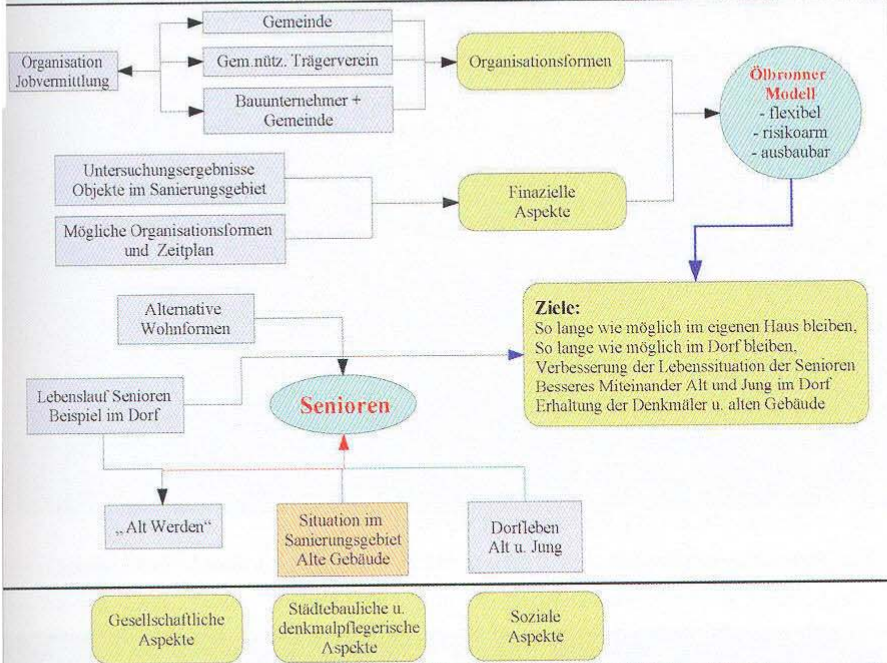 Gemeinde
Organisation
Jobvermittlung
Gem.nütz. Trägerverein
Bauunternehmer +
Gemeinde
Organisationsformen
Ölbronner
Modell
- flexibel
- risikoarm
- ausbaubar
Untersuchungsergebnisse
Objekte im Sanierungsgebiet
Mögliche Organisationsformen
und Zeitplan
Finazielle
Aspekte
Alternative
Wohnformen
Ziele:
So lange wie möglich im eigenen Haus bleiben,
So lange wie möglich im Dorf bleiben,
Verbesserung der Lebenssituation der Senioren
Besseres Miteinander Alt und Jung im Dorf
Erhaltung der Denkmäler u. alten Gebäude
Lebenslauf Senioren
Beispiel im Dorf
Senioren
„Alt Werden“
Situation im
Sanierungsgebiet
Alte Gebäude
Dorfleben
Alt u. Jung
Gesellschaftliche
Aspekte
Städtebauliche u.
denkmalpflegerische
Aspekte
Soziale
Aspekte